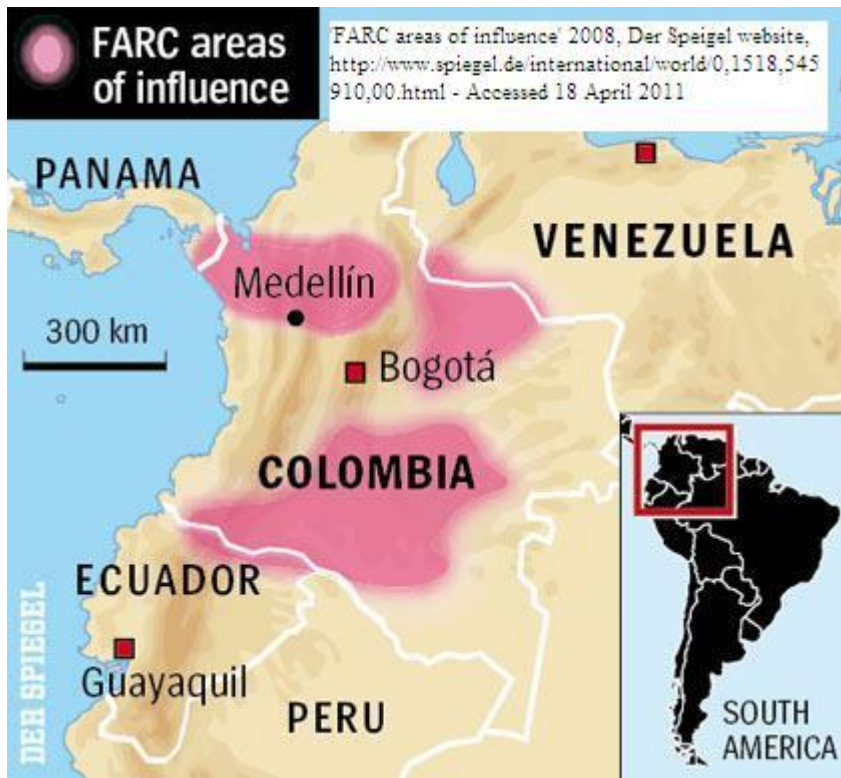 FARC areas
of influence
'FARC areas of influence' 2008, Der Speigel website,
http://www.spiegel.de/international/world/0,1518,545
910,00.html - Accessed 18 April 2011
PANAMA
VENEZUELA
Medellín
300 km
Bogotá
COLOMBIA
ECUADOR
Guayaquil
PERU
DER SPIEGEL
SOUTH
AMERICA